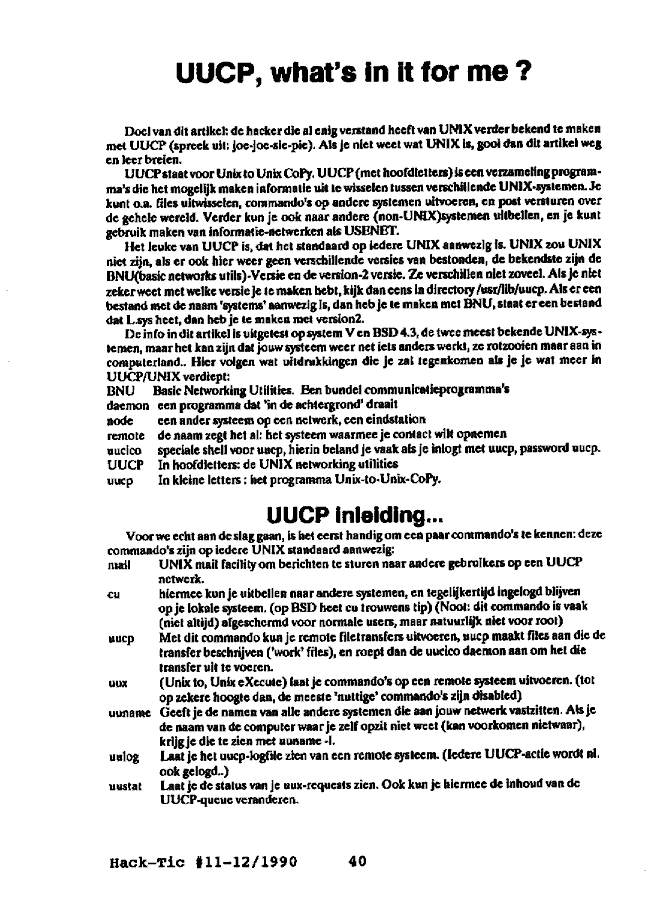 UUCP, what's in it for me ?
Doel van dit artikel: de hacker die al enig verstand heeft van UNIX verder bekend te maken
met UUCP (spreek uit: joe-joe-sie-pie). Als je niet weet wat UNIX is, gooi dan dit artikel weg
en leer breien.
UUCP staat voor Unix to Unix CoPy. UUCP (met hoofdletters) is een verzameling program-
ma's die het mogelijk maken informatie uit te wisselen tussen verschillende UNIX-systemen. Je
kunt o.a. files uitwisselen, commando's op andere systemen uitvoeren, en post versturen over
de gehele wereld. Verder kun je ook naar andere (non-UNIX)systemen uitbellen, en je kunt
gebruik maken van informatie-netwerken als USENET.
Het leuke van UUCP is, dat het standaard op iedere UNIX aanwezig is. UNIX zou UNIX
niet zijn, als er ook hier weer geen verschillende versies van bestonden, de bekendste zijn de
BNU(basic networks utils)-Versie en de version-2 versie. Ze verschillen niet zoveel. Als je niet
zeker weet met welke versie je te maken hebt, kijk dan eens in directory /usr/lib/uucp. Als er een
bestand met de naam 'systems' aanwezig is, dan heb je te maken met BNU, staat er een bestand
dat L.sys heet, dan heb je te maken met version2.
De info in dit artikel is uitgetest op system V en BSD 4.3, de twee meest bekende UNIX-sys-
temen, maar het kan zijn dat jouw systeem weer net iets anders werkt, ze rotzooien maar aan in
computerland.. Hier volgen wat uitdrukkingen die je zal tegenkomen als je je wat meer in
UUCP/UNIX verdiept:
BNU Basic Networking Utilities. Een bundel communicatieprogramma's
daemon een programma dat 'in de achtergrond' draait
node een ander systeem op een netwerk, een eindstation
remote de naam zegt het al: het systeem waarmee je contact wilt opnemen
uucico speciale shell voor uucp, hierin beland je vaak als je inlogt met uucp, password uucp.
UUCP In hoofdletters: de UNIX networking utilities
uucp In kleine letters : het programma Unix-to-Unix-CoPy.
UUCP inleiding...
Voor we echt aan de slag gaan, is het eerst handig om een paar commando's te kennen: deze
commando's zijn op iedere UNIX standaard aanwezig:
mail UNIX mail facility om berichten te sturen naar andere gebruikers op een UUCP
netwerk.
cu hiermee kun je uitbellen naar andere systemen, en tegelijkertijd ingelogd blijven
op je lokale systeem. (op BSD heet cu trouwens tip) (Noot: dit commando is vaak
(niet altijd) afgeschermd voor normale users, maar natuurlijk niet voor root)
uucp Met dit commando kun je remote filetransfers uitvoeren, uucp maakt files aan die de
transfer beschrijven ('work' files), en roept dan de uucico daemon aan om het die
transfer uit te voeren.
uux (Unix to, Unix eXecute) laat je commando's op een remote systeem uitvoeren. (tot
op zekere hoogte dan, de meeste 'nuttige' commando's zijn disabled)
uuname Geeft je de namen van alle andere systemen die aan jouw netwerk vastzitten. Als je
de naam van de computer waar je zelf opzit niet weet (kan voorkomen nietwaar),
krijg je die te zien met uuname -l.
uulog Laat je het uucp-logfile zien van een remote systeem. (Iedere UUCP-actie wordt nl.
ook gelogd..)
uustat Laat je de status van je uux-requests zien. Ook kun je hiermee de inhoud van de
UUCP-queue veranderen.
Hack-Tic #11-12/1990 40